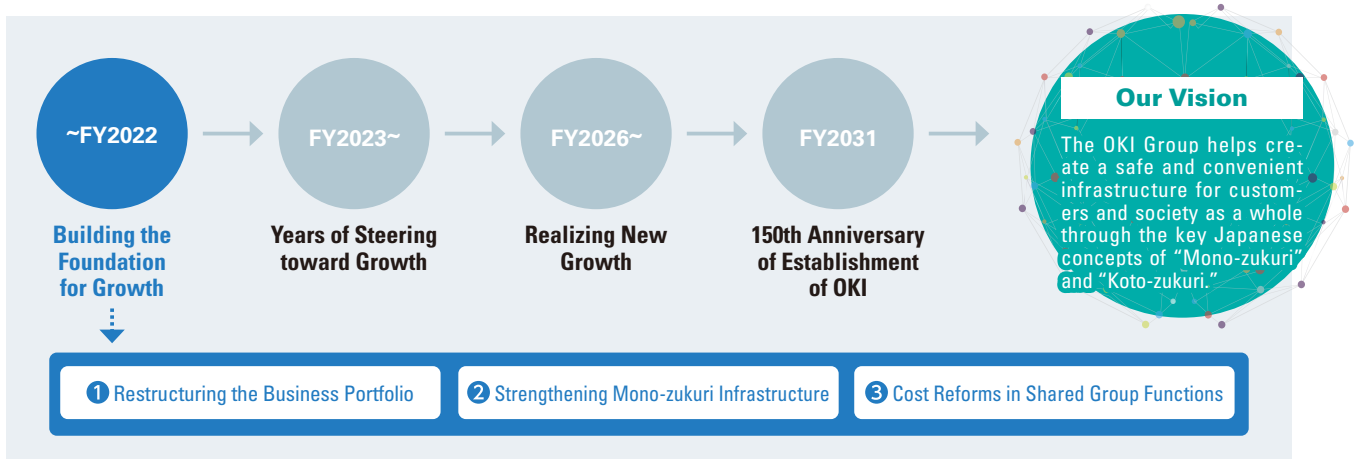 ~FY2022
FY2023~
FY2026~
FY2031
Building the
Foundation
for Growth
Years of Steering
toward Growth
Realizing New
Growth
150th Anniversary
of Establishment
of OKI
Our Vision
The OKI Group helps cre-
ate a safe and convenient
infrastructure for custom-
ers and society as a whole
through the key Japanese
concepts of “Mono-zukuri”
and “Koto-zukuri.”
❶ Restructuring the Business Portfolio
❷ Strengthening Mono-zukuri Infrastructure
❸ Cost Reforms in Shared Group Functions